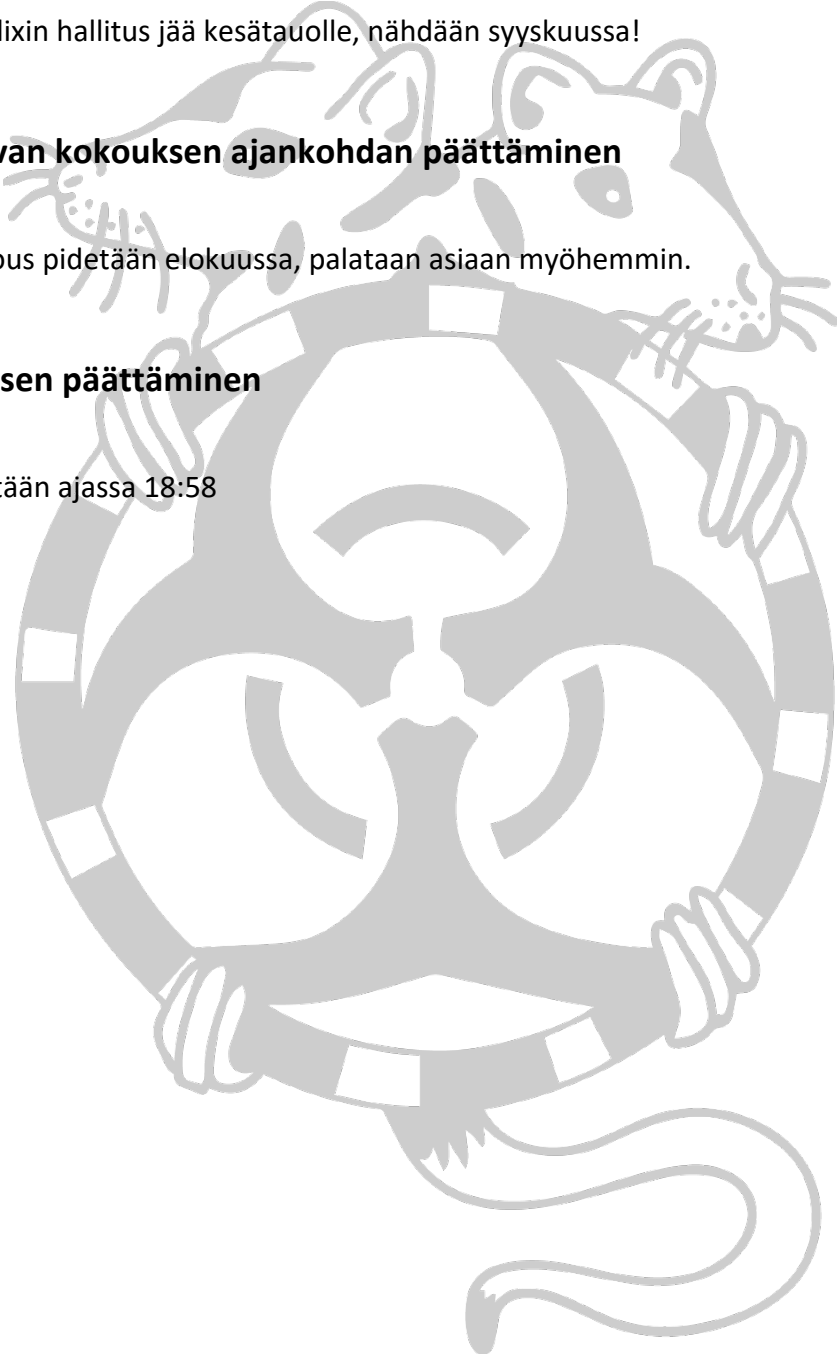 lixin hallitus jää kesätauolle, nähdään syyskuussa!
van kokouksen ajankohdan päättäminen
ous pidetään elokuussa, palataan asiaan myöhemmin.
sen päättäminen
tään ajassa 18:58